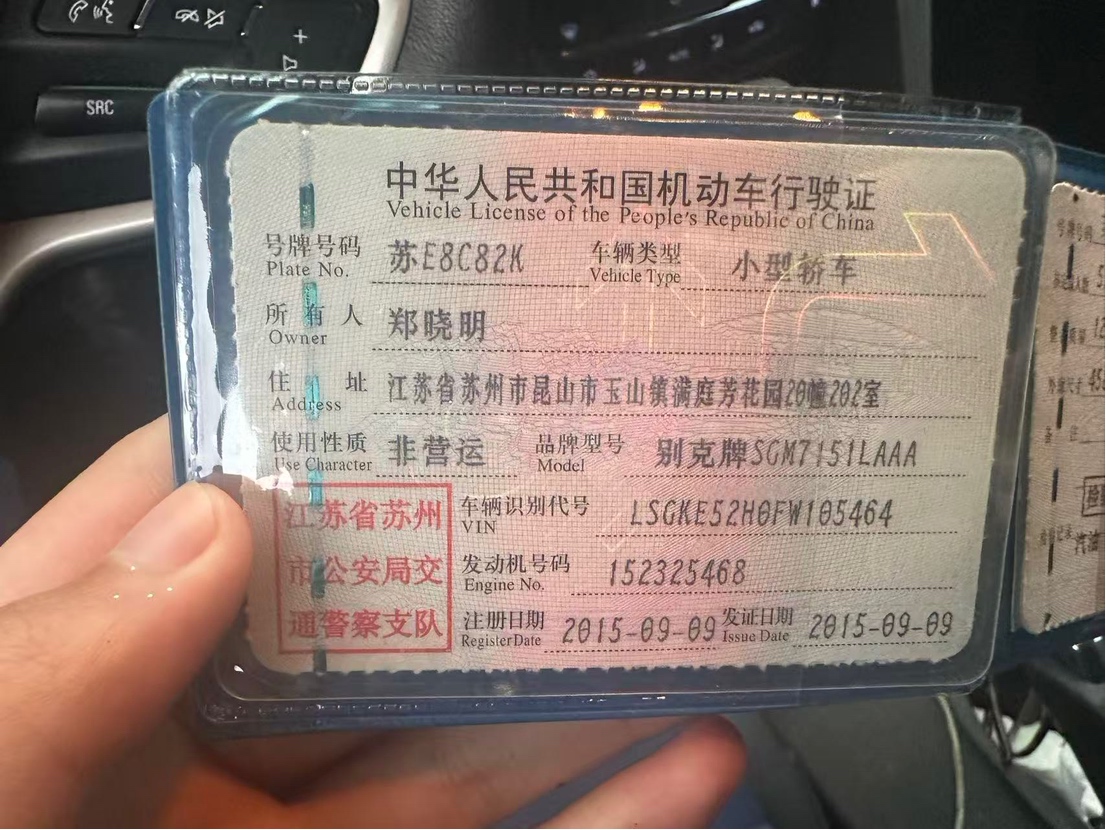 SRC
中华人民共和国机动车行驶证
Vehicle License of the People's Republic of China
号牌号码 苏E8C82K 车辆类型 小型轿车
Plate No. Vehicle Type
所有人 郑晓明
Owner
住址 江苏省苏州市昆山市玉山镇满庭芳花园20幢202室
Address
使用性质 非营运 品牌型号 别克牌SGM7151LAAA
Use Character Model
江苏省苏州
市公安局交
通警察支队
车辆识别代号 LSGKE52H0FW105464
VIN
发动机号码 152325468
Engine No.
注册日期 2015-09-09 发证日期 2015-09-09
Register Date Issue Date